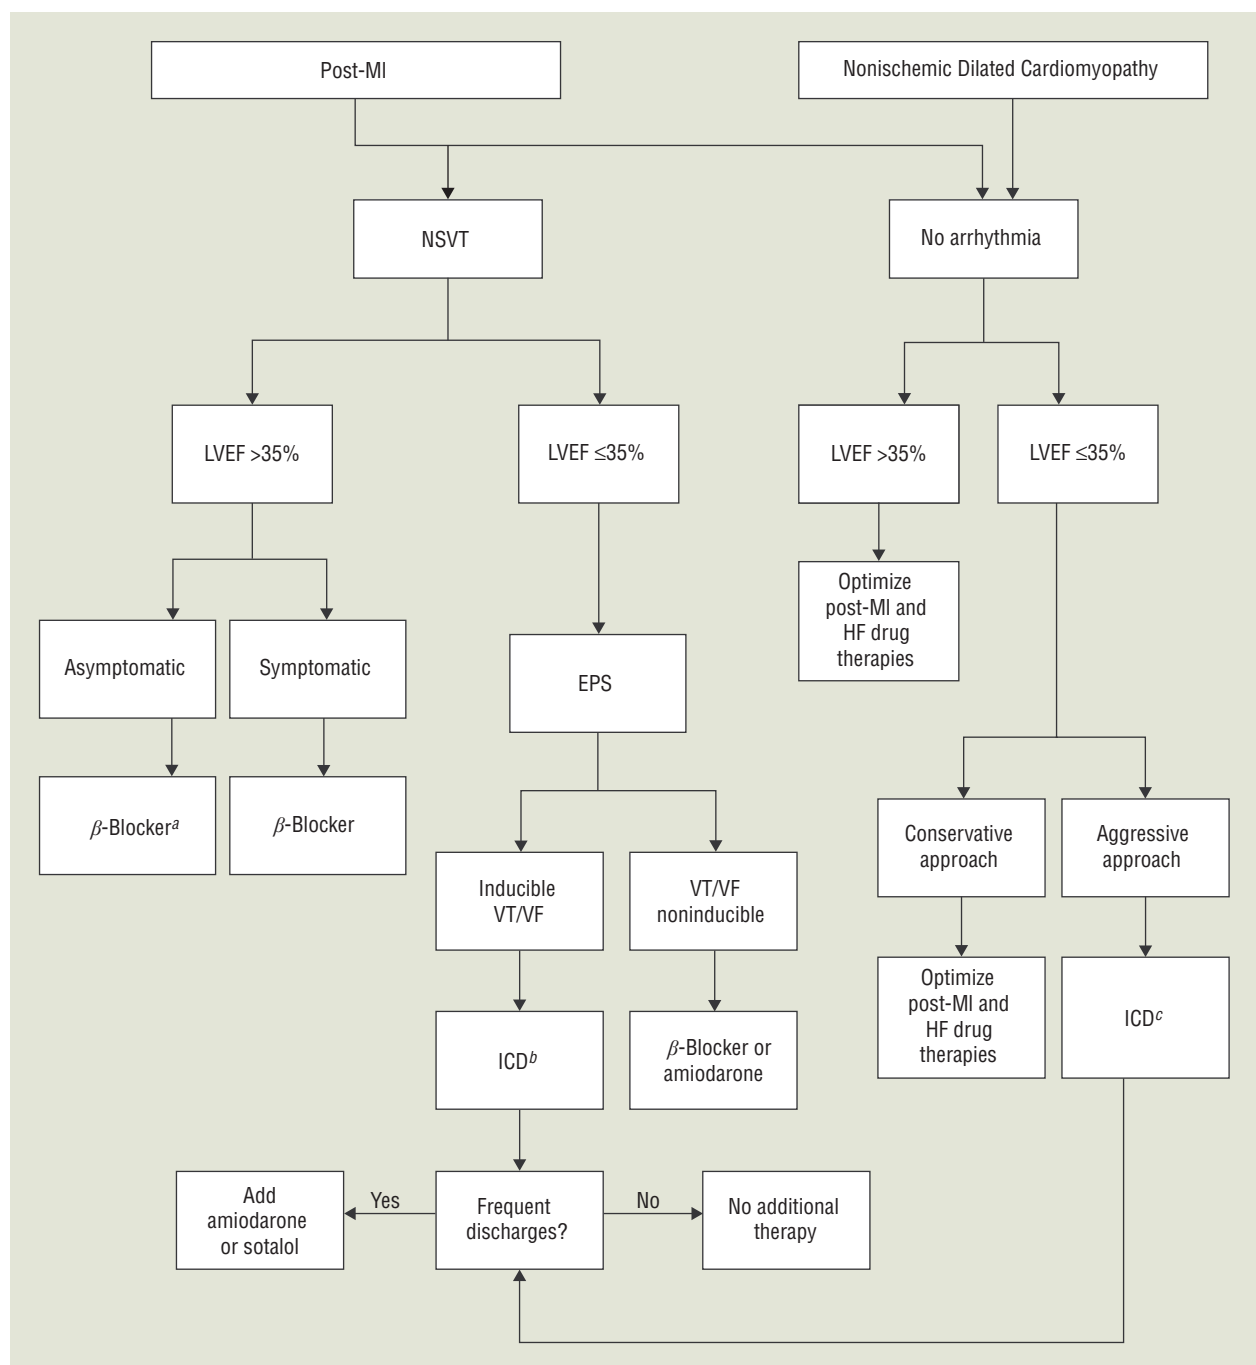 Post-MI
Nonischemic Dilated Cardiomyopathy
NSVT
No arrhythmia
LVEF >35%
LVEF ≤35%
LVEF >35%
LVEF ≤35%
Optimize
post-MI and
HF drug
therapies
Asymptomatic
Symptomatic
EPS
β-Blockerᵃ
β-Blocker
Conservative
approach
Aggressive
approach
Inducible
VT/VF
VT/VF
noninducible
Optimize
post-MI and
HF drug
therapies
ICDᶜ
ICDᵇ
β-Blocker or
amiodarone
Add
amiodarone
or sotalol
Yes
Frequent
discharges?
No
No additional
therapy